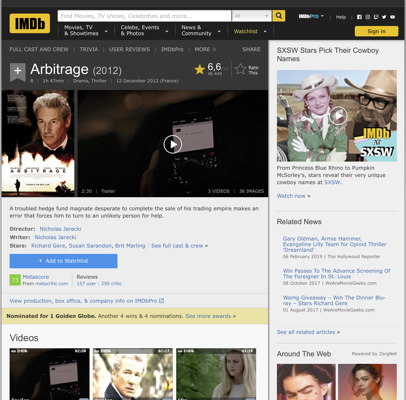 IMDb
Find Movies, TV shows, Celebrities and more...
All
IMDbPro
Help
Movies, TV & Showtimes
Celebs, Events & Photos
News & Community
Watchlist
Sign in
FULL CAST AND CREW | TRIVIA | USER REVIEWS | IMDbPro | MORE
SHARE
Arbitrage (2012)
6,6
Rate This
R | 1h 47min | Drama, Thriller | 12 December 2012 (France)
ARBITRAGE
2:30 | Trailer
3 VIDEOS | 36 IMAGES
A troubled hedge fund magnate desperate to complete the sale of his trading empire makes an
error that forces him to turn to an unlikely person for help.
Director: Nicholas Jarecki
Writer: Nicholas Jarecki
Stars: Richard Gere, Susan Sarandon, Brit Marling | See full cast & crew »
+ Add to Watchlist
73
Metascore
From metacritic.com
Reviews
157 user | 290 critic
View production, box office, & company info on IMDbPro
Nominated for 1 Golden Globe. Another 4 wins & 4 nominations. See more awards »
Videos
SXSW Stars Pick Their Cowboy
Names
IMDb
AT
SXSW
From Princess Blue Rhino to Pumpkin
McSorley's, stars reveal their very
unique cowboy names at SXSW.
Watch now »
Related News
Gary Oldman, Armie Hammer,
Evangeline Lilly Team for Opioid Thriller
'Dreamland'
06 February 2019 | The Hollywood Reporter
Win Passes To The Advance Screening Of
The Foreigner In St. Louis
08 October 2017 | WeAreMovieGeeks.com
Wamg Giveaway – Win The Dinner Blu-
ray – Stars Richard Gere
01 August 2017 | WeAreMovieGeeks.com
See all related articles »
Around The Web
Powered by ZergNet